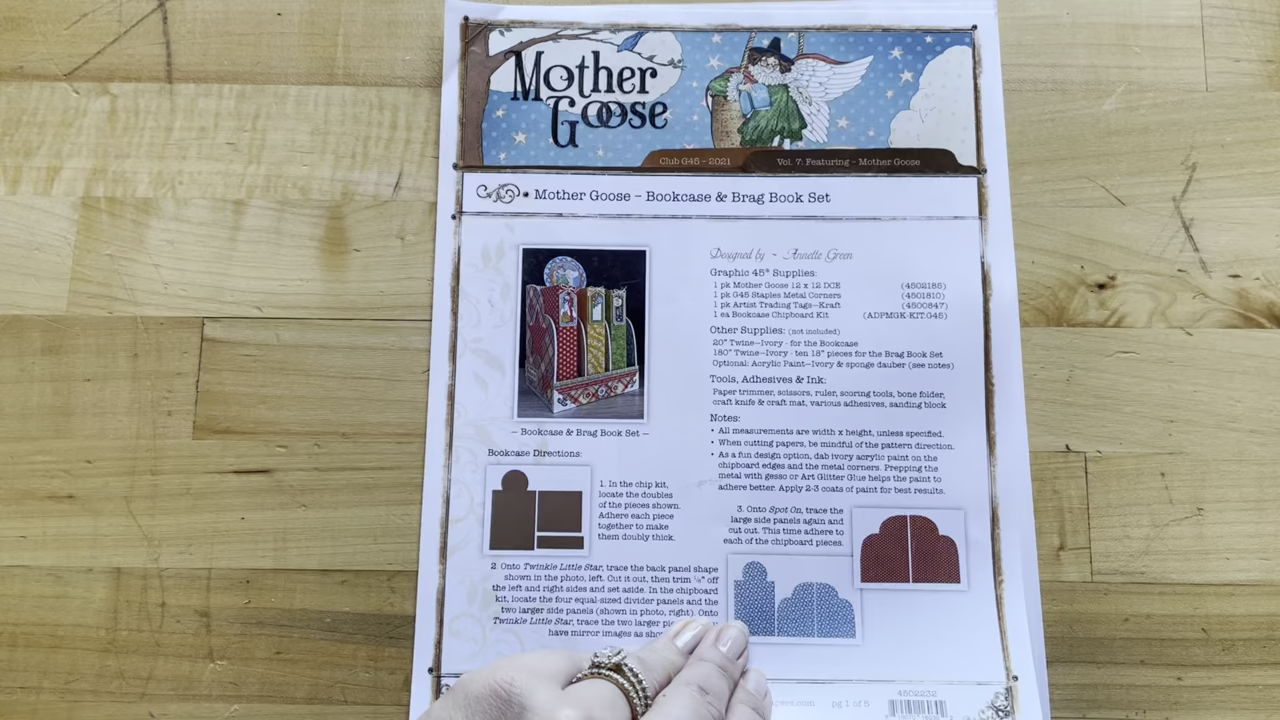 Mother
Goose
Club G45 – 2021
Vol. 7: Featuring – Mother Goose
Mother Goose – Bookcase & Brag Book Set
– Bookcase & Brag Book Set –
Bookcase Directions:
1. In the chip kit,
locate the doubles
of the pieces shown.
Adhere each piece
together to make
them doubly thick.
2. Onto Twinkle Little Star, trace the back panel shape
shown in the photo, left. Cut it out, then trim ⅛" off
the left and right sides and set aside. In the chipboard
kit, locate the four equal-sized divider panels and the
two larger side panels (shown in photo, right). Onto
Twinkle Little Star, trace the two larger
have mirror images as
Designed by ~ Annette Green
Graphic 45® Supplies:
1 pk Mother Goose 12 x 12 DCE (4502185)
1 pk G45 Staples Metal Corners (4501810)
1 pk Artist Trading Tags—Kraft (4500847)
1 ea Bookcase Chipboard Kit (ADPMGK-KIT.G45)
Other Supplies: (not included)
20" Twine—Ivory - for the Bookcase
180" Twine—Ivory - ten 18" pieces for the Brag Book Set
Optional: Acrylic Paint—Ivory & sponge dauber (see notes)
Tools, Adhesives & Ink:
Paper trimmer, scissors, ruler, scoring tools, bone folder,
craft knife & craft mat, various adhesives, sanding block
Notes:
• All measurements are width x height, unless specified.
• When cutting papers, be mindful of the pattern direction.
• As a fun design option, dab ivory acrylic paint on the
chipboard edges and the metal corners. Prepping the
metal with gesso or Art Glitter Glue helps the paint to
adhere better. Apply 2-3 coats of paint for best results.
3. Onto Spot On, trace the
large side panels again and
cut out. This time adhere to
each of the chipboard pieces.
pg 1 of 5
4502232